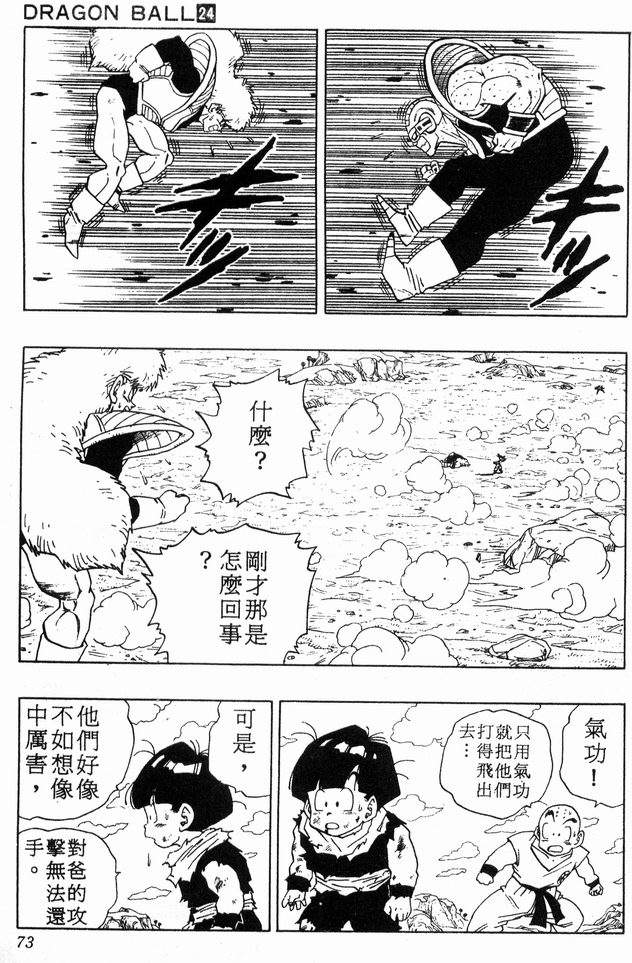 DRAGON BALL 24
什麼?
剛才那是
怎麼回事
?
氣功!
只用氣功
就把他們
打得飛出
去…
可是,
他們好像
不如想像
中厲害,
對爸的攻
擊無法還
手。
73